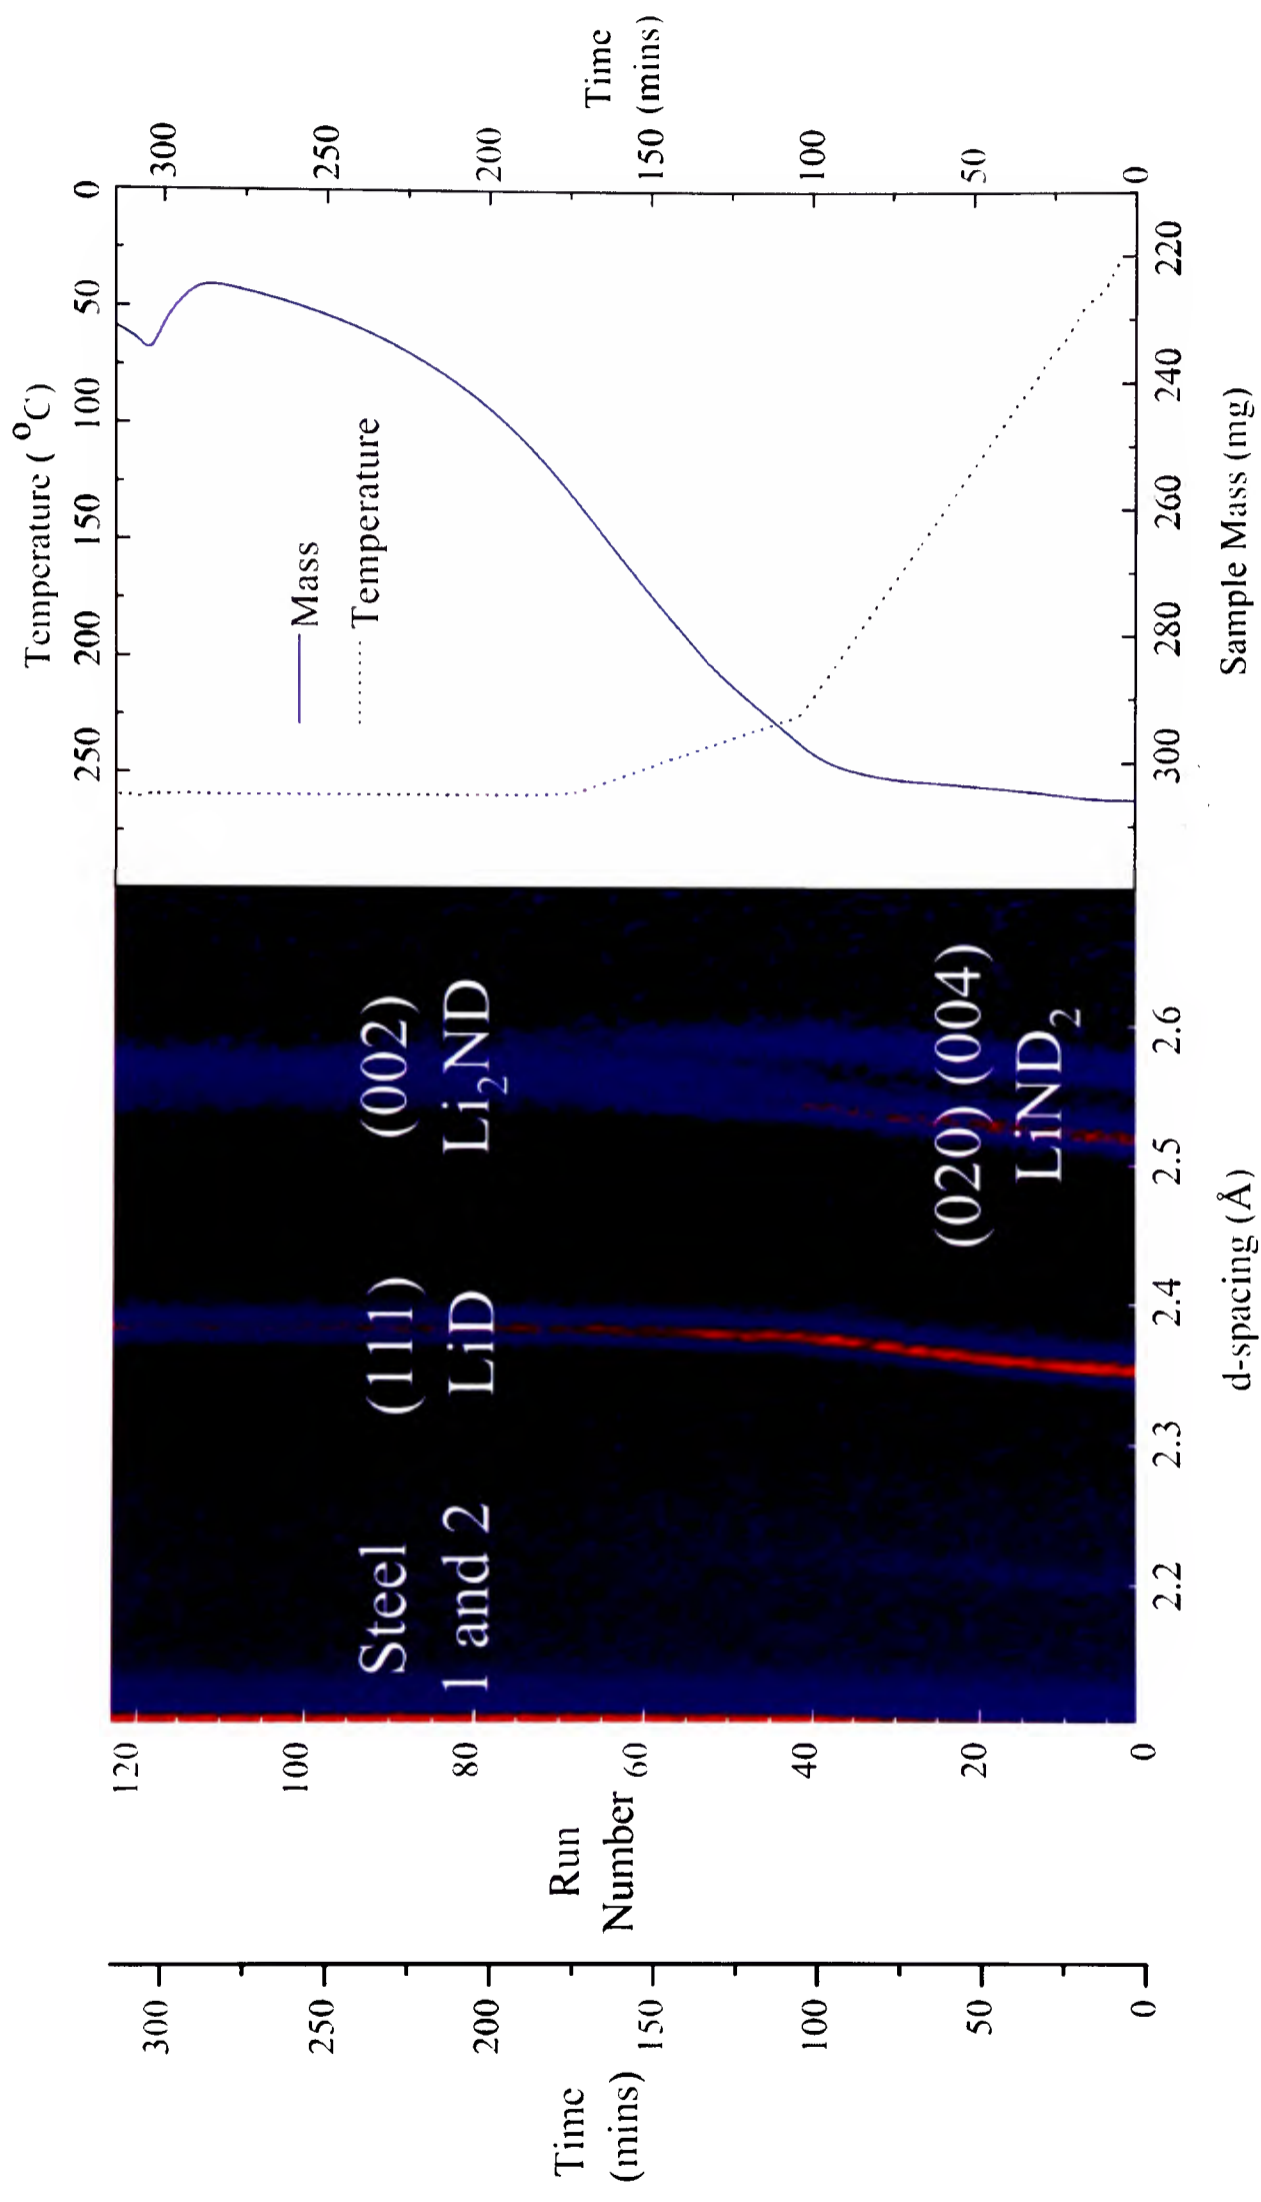 Temperature ( °C)
0
50
100
150
200
250
Mass
Temperature
300
250
200
150
100
50
0
Time
(mins)
220
240
260
280
300
Sample Mass (mg)
(002)
Li₂ND
(020) (004)
LiND₂
(111)
LiD
Steel
1 and 2
2.6
2.5
2.4
2.3
2.2
d-spacing (Å)
120
100
80
60
40
20
0
Run
Number
300
250
200
150
100
50
0
Time
(mins)